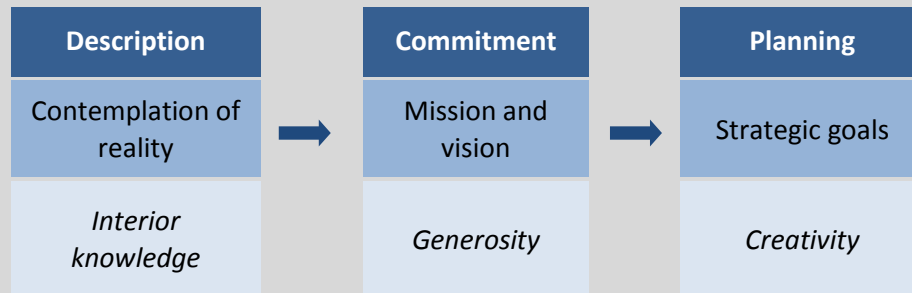 Description
Contemplation of
reality
Interior
knowledge
Commitment
Mission and
vision
Generosity
Planning
Strategic goals
Creativity